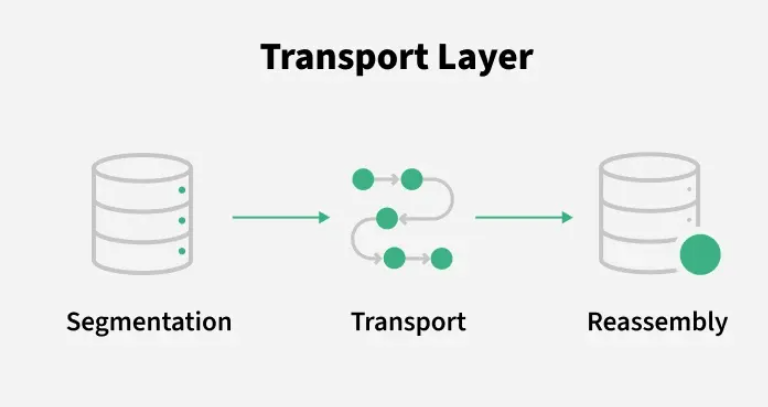 Transport Layer
Segmentation
Transport
Reassembly